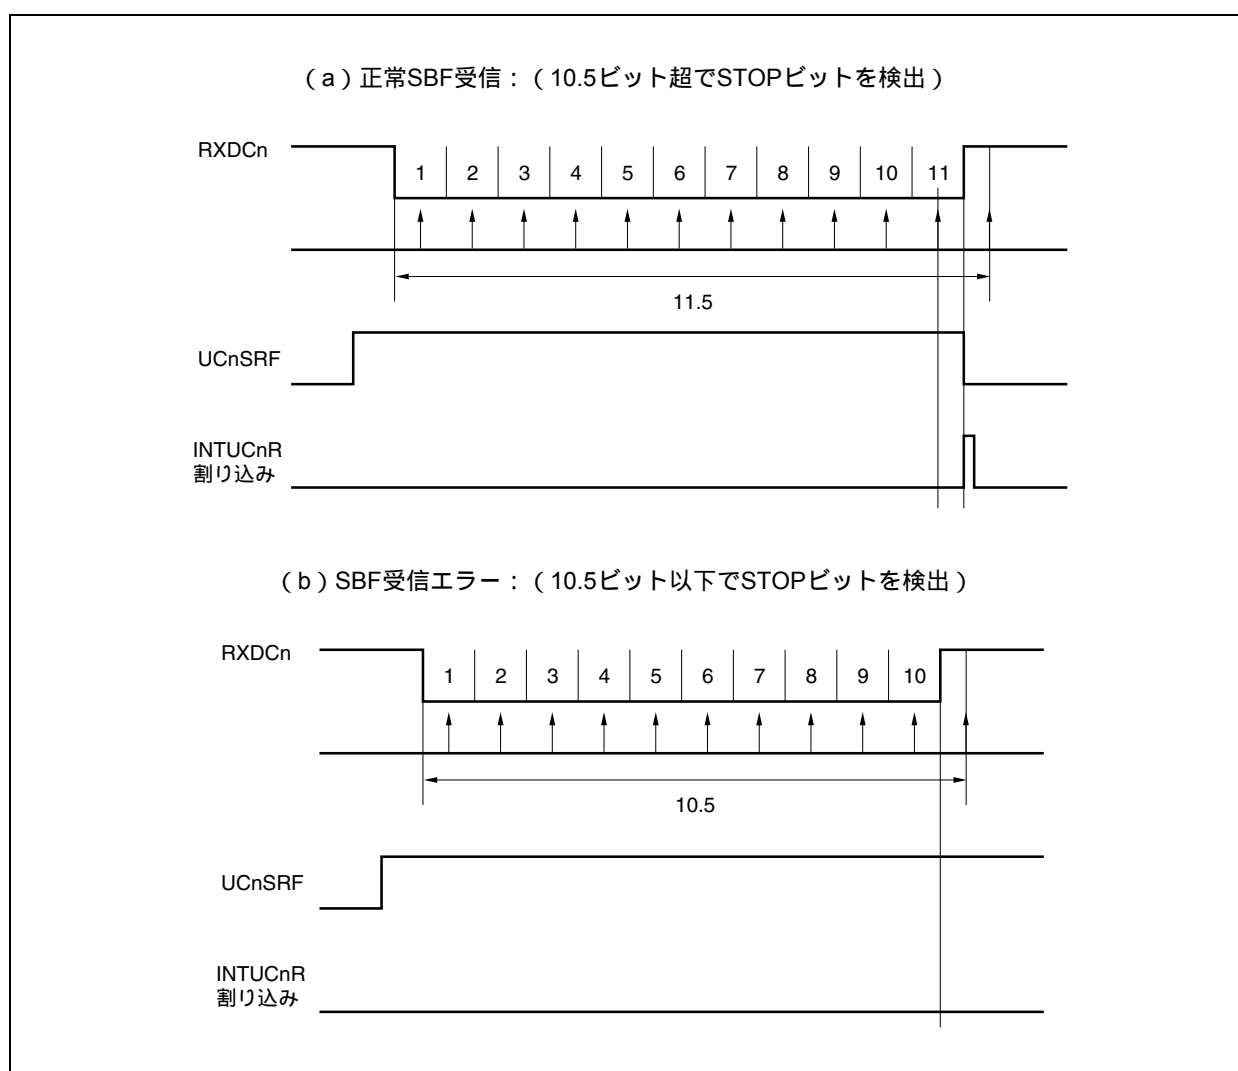 (a)正常SBF受信:(10.5ビット超でSTOPビットを検出)
RXDCn
1 2 3 4 5 6 7 8 9 10 11
11.5
UCnSRF
INTUCnR
割り込み
(b)SBF受信エラー:(10.5ビット以下でSTOPビットを検出)
RXDCn
1 2 3 4 5 6 7 8 9 10
10.5
UCnSRF
INTUCnR
割り込み